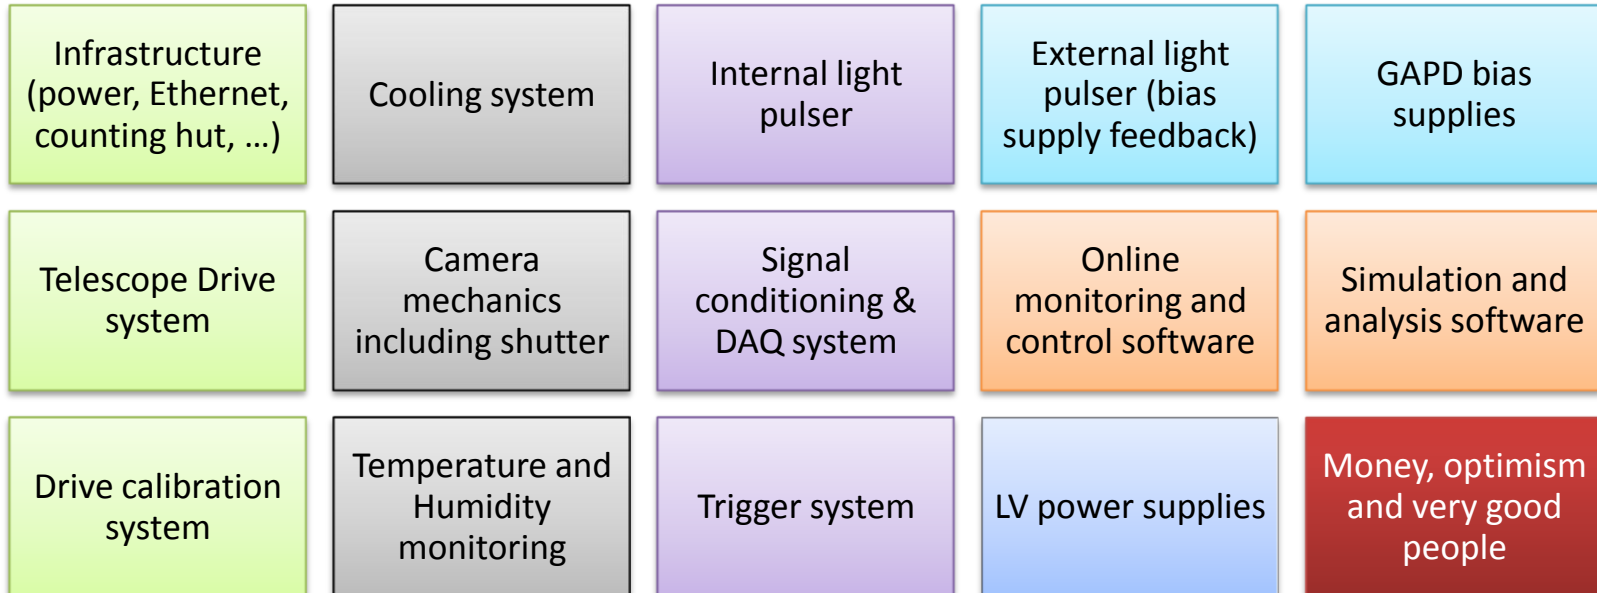 Infrastructure
(power, Ethernet,
counting hut, …)
Cooling system
Internal light
pulser
External light
pulser (bias
supply feedback)
GAPD bias
supplies
Telescope Drive
system
Camera
mechanics
including shutter
Signal
conditioning &
DAQ system
Online
monitoring and
control software
Simulation and
analysis software
Drive calibration
system
Temperature and
Humidity
monitoring
Trigger system
LV power supplies
Money, optimism
and very good
people